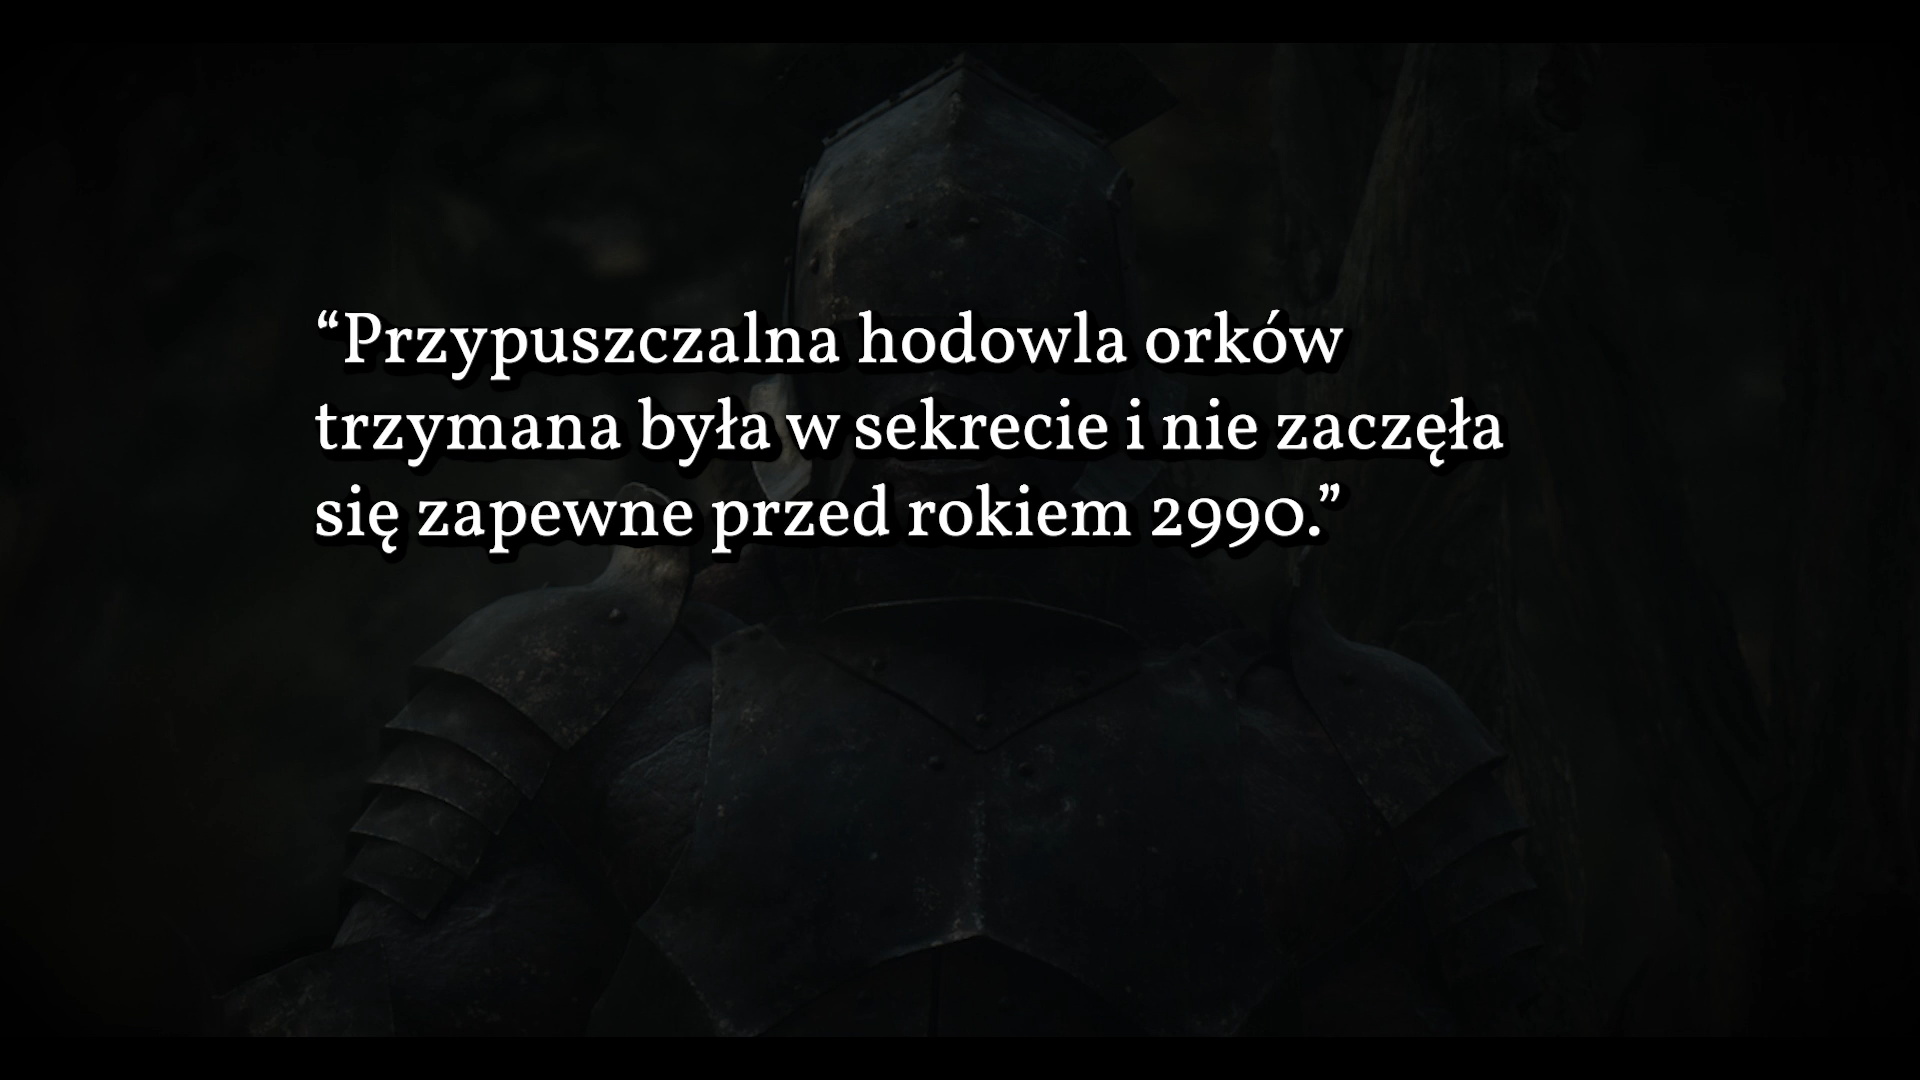 “Przypuszczalna hodowla orków
trzymana była w sekrecie i nie zaczęła
się zapewne przed rokiem 2990.”